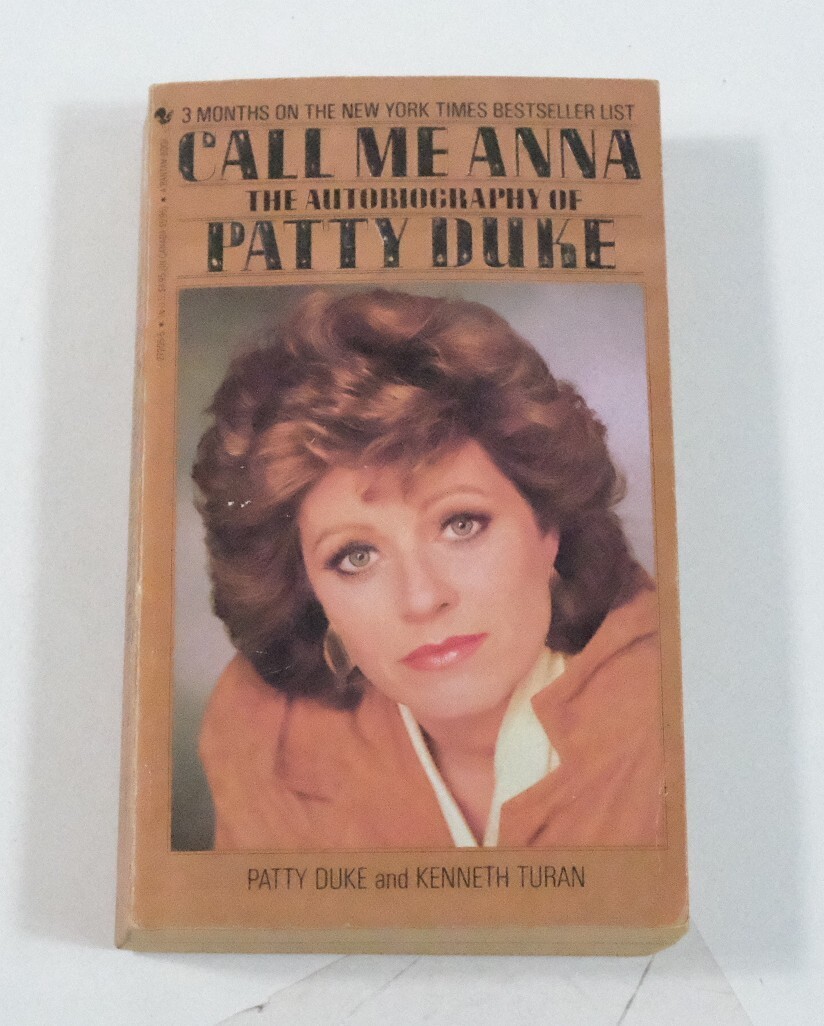 3 MONTHS ON THE NEW YORK TIMES BESTSELLER LIST
CALL ME ANNA
THE AUTOBIOGRAPHY OF
PATTY DUKE
PATTY DUKE and KENNETH TURAN